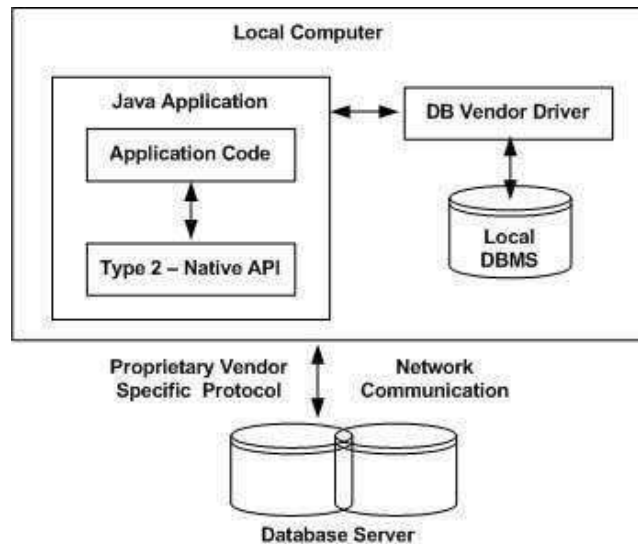 Local Computer
Java Application
DB Vendor Driver
Application Code
Type 2 – Native API
Local
DBMS
Proprietary Vendor
Specific Protocol
Network
Communication
Database Server